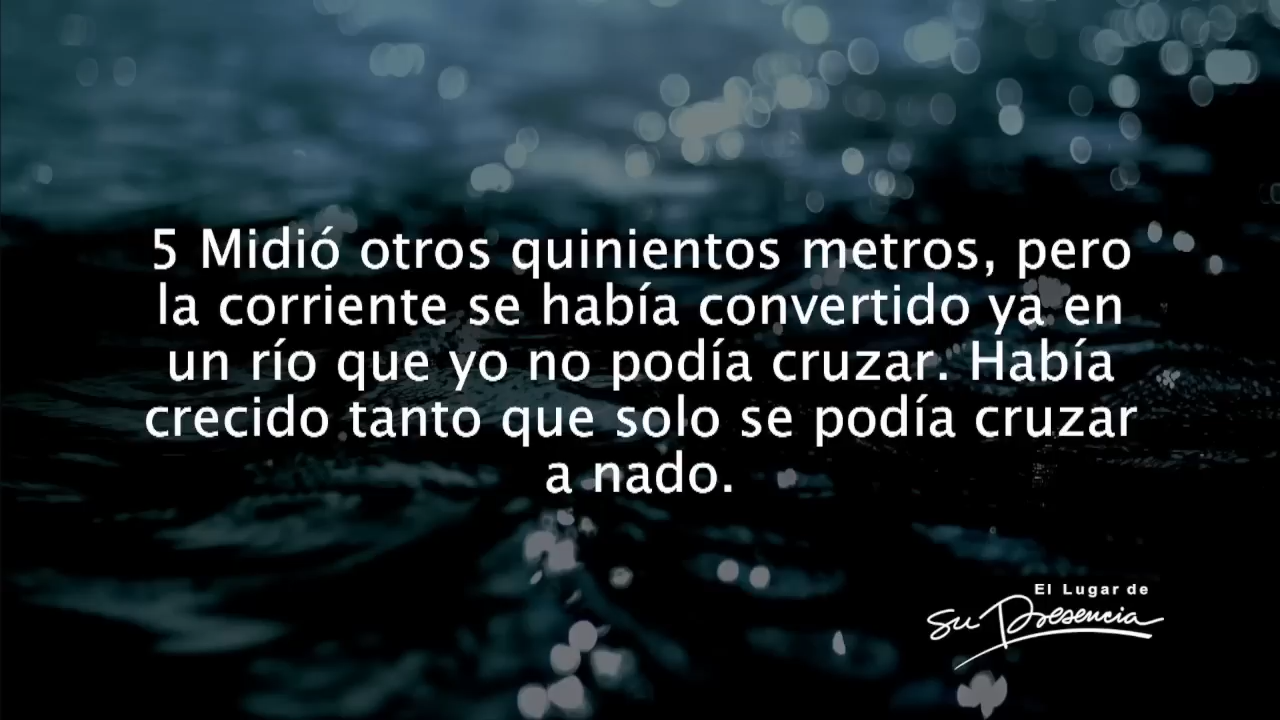 5 Midió otros quinientos metros, pero
la corriente se había convertido ya en
un río que yo no podía cruzar. Había
crecido tanto que solo se podía cruzar
a nado.
El Lugar de
Su Presencia